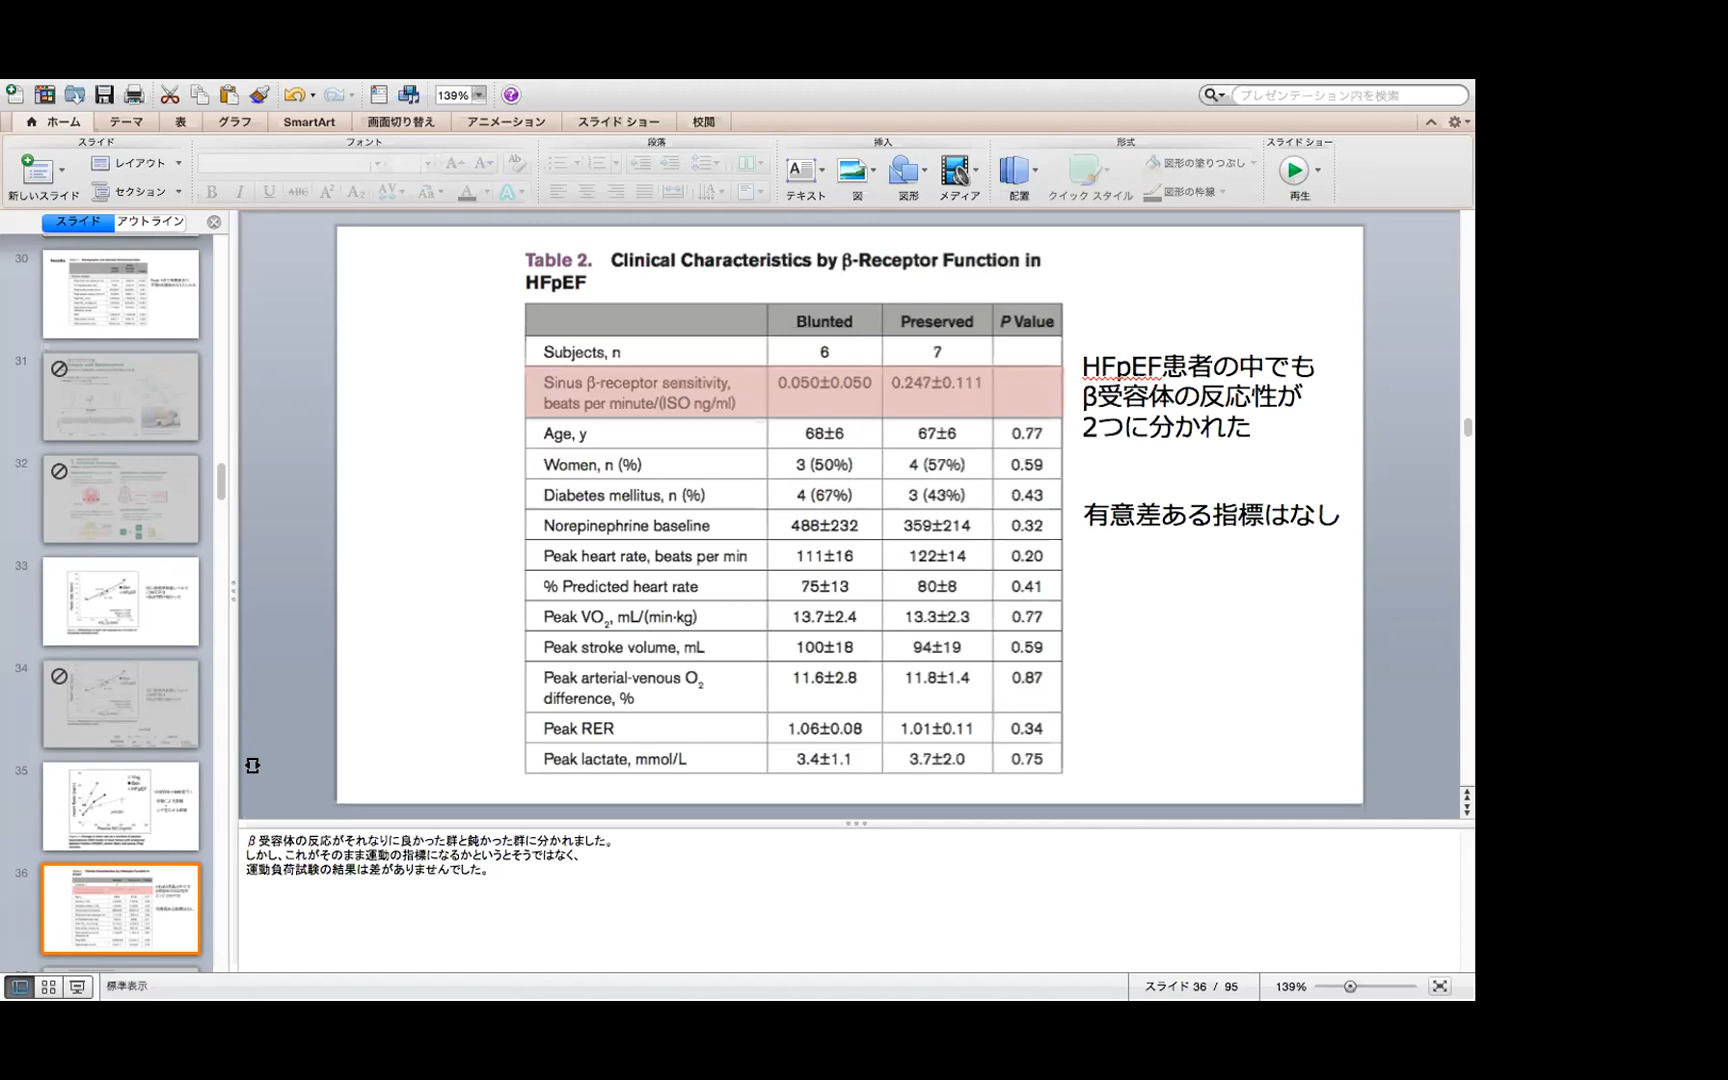 139%
プレゼンテーション内を検索
ホーム テーマ 表 グラフ SmartArt 画面切り替え アニメーション スライド ショー 校閲
スライド フォント 段落 挿入 形式 スライド ショー
新しいスライド レイアウト セクション
テキスト 図 図形 メディア 配置 クイック スタイル 図形の塗りつぶし 図形の枠線 再生
スライド アウトライン
30
31
32
33
34
35
36
Table 2. Clinical Characteristics by β-Receptor Function in
HFpEF
Blunted Preserved P Value
Subjects, n 6 7
Sinus β-receptor sensitivity, 0.050±0.050 0.247±0.111
beats per minute/(ISO ng/ml)
Age, y 68±6 67±6 0.77
Women, n (%) 3 (50%) 4 (57%) 0.59
Diabetes mellitus, n (%) 4 (67%) 3 (43%) 0.43
Norepinephrine baseline 488±232 359±214 0.32
Peak heart rate, beats per min 111±16 122±14 0.20
% Predicted heart rate 75±13 80±8 0.41
Peak VO2, mL/(min·kg) 13.7±2.4 13.3±2.3 0.77
Peak stroke volume, mL 100±18 94±19 0.59
Peak arterial-venous O2 11.6±2.8 11.8±1.4 0.87
difference, %
Peak RER 1.06±0.08 1.01±0.11 0.34
Peak lactate, mmol/L 3.4±1.1 3.7±2.0 0.75
HFpEF患者の中でも
β受容体の反応性が
2つに分かれた
有意差ある指標はなし
β受容体の反応がそれなりに良かった群と鈍かった群に分かれました。
しかし、これがそのまま運動の指標になるかというとそうではなく、
運動負荷試験の結果は差がありませんでした。
標準表示
スライド 36 / 95
139%